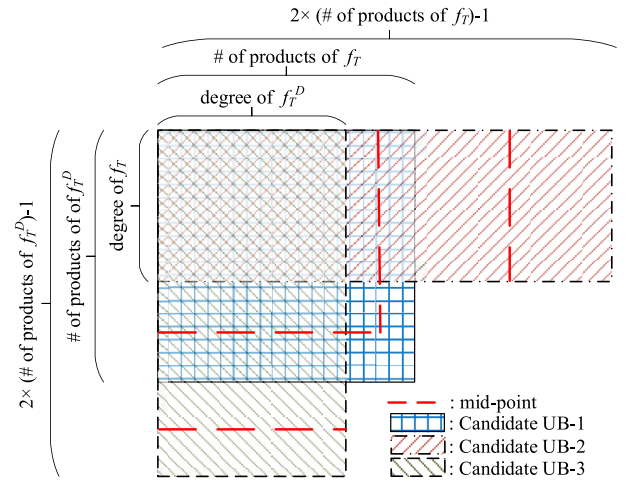 2× (# of products of f_T)-1
# of products of f_T
degree of f_T^D
degree of f_T
# of products of of f_T^D
2× (# of products of f_T^D)-1
: mid-point
: Candidate UB-1
: Candidate UB-2
: Candidate UB-3